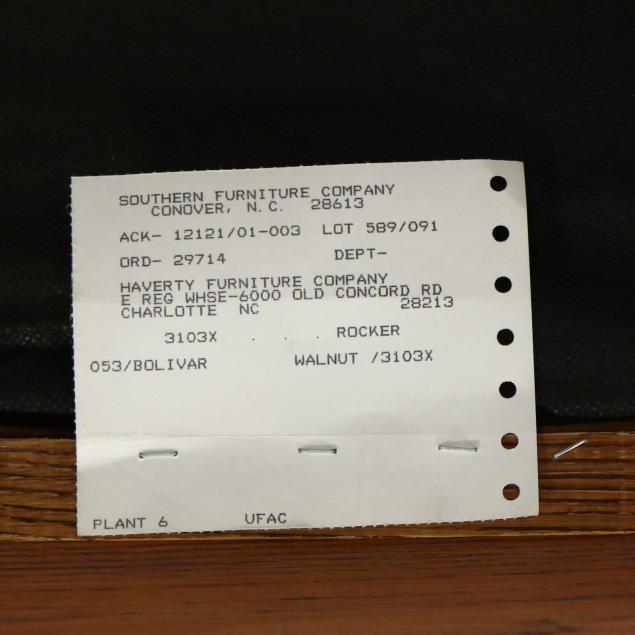 SOUTHERN FURNITURE COMPANY
CONOVER, N.C. 28613
ACK- 12121/01-003 LOT 589/091
ORD- 29714 DEPT-
HAVERTY FURNITURE COMPANY
E REG WHSE-6000 OLD CONCORD RD
CHARLOTTE NC 28213
3103X . . . ROCKER
053/BOLIVAR WALNUT /3103X
PLANT 6 UFAC